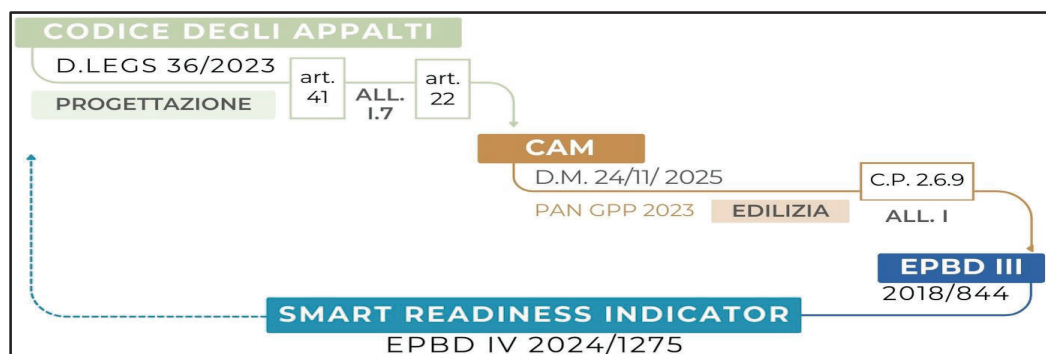 CODICE DEGLI APPALTI
D.LEGS 36/2023
PROGETTAZIONE
art.
41
ALL.
I.7
art.
22
CAM
D.M. 24/11/ 2025
PAN GPP 2023
EDILIZIA
C.P. 2.6.9
ALL. I
EPBD III
2018/844
SMART READINESS INDICATOR
EPBD IV 2024/1275